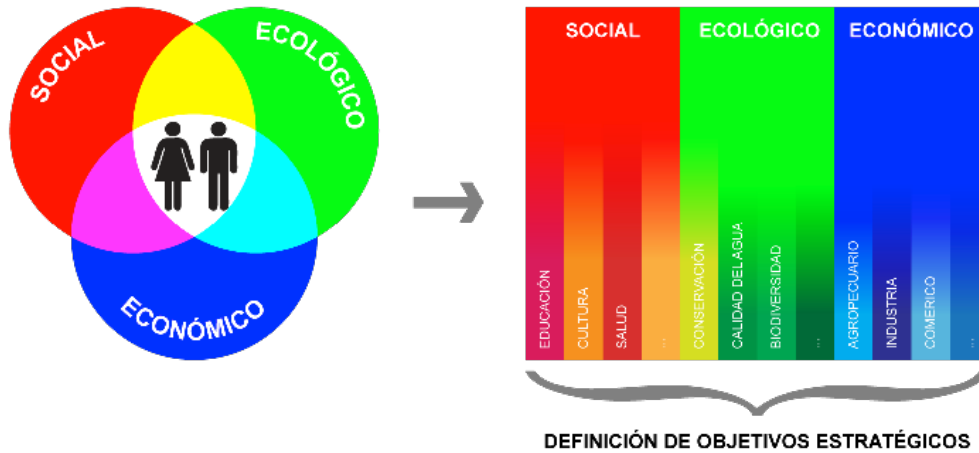 SOCIAL
ECOLÓGICO
ECONÓMICO
SOCIAL
ECOLÓGICO
ECONÓMICO
EDUCACIÓN
CULTURA
SALUD
...
CONSERVACIÓN
CALIDAD DEL AGUA
BIODIVERSIDAD
...
AGROPECUARIO
INDUSTRIA
COMERICO
...
DEFINICIÓN DE OBJETIVOS ESTRATÉGICOS